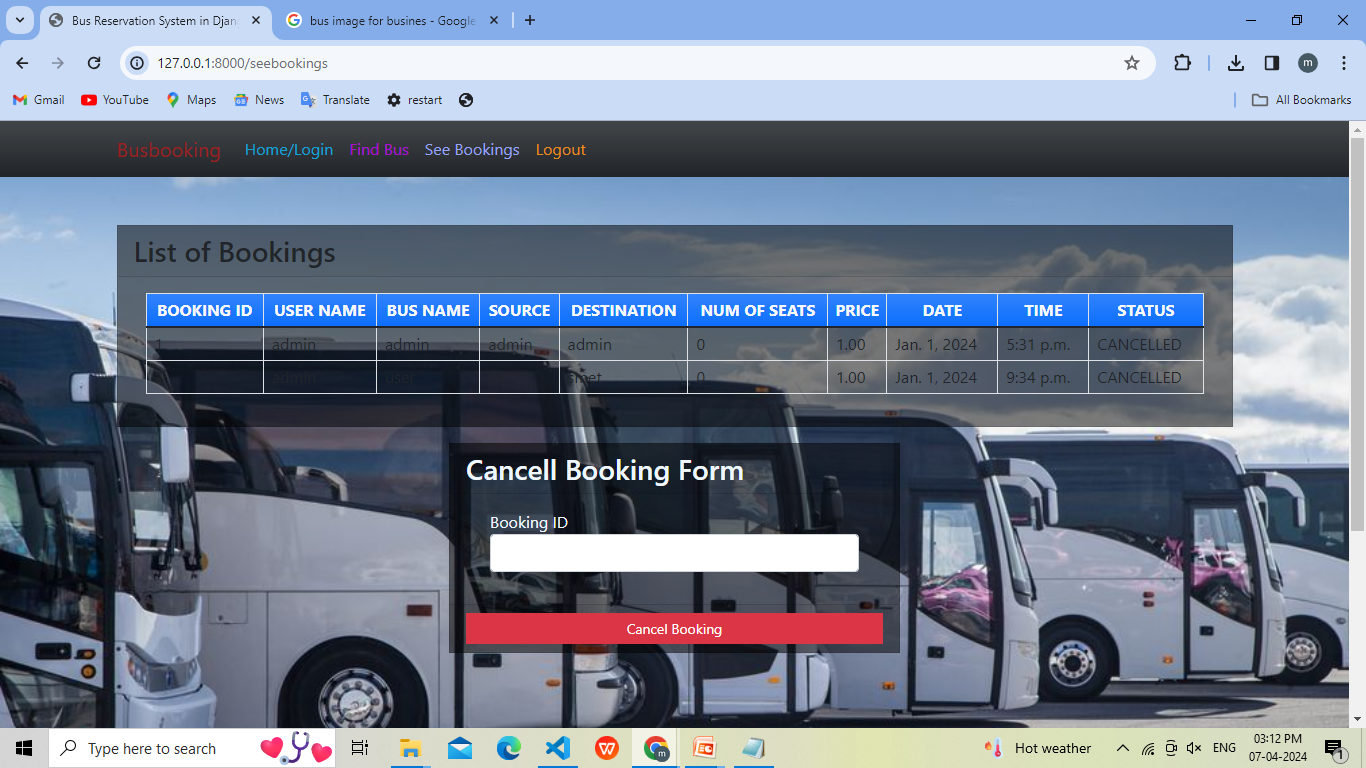 Bus Reservation System in Djan
bus image for busines - Google
127.0.0.1:8000/seebookings
m
Gmail YouTube Maps News Translate restart All Bookmarks
Busbooking Home/Login Find Bus See Bookings Logout
List of Bookings
BOOKING ID USER NAME BUS NAME SOURCE DESTINATION NUM OF SEATS PRICE DATE TIME STATUS
1 admin admin admin admin 0 1.00 Jan. 1, 2024 5:31 p.m. CANCELLED
admin user 0 1.00 Jan. 1, 2024 9:34 p.m. CANCELLED
Cancell Booking Form
Booking ID
Cancel Booking
Type here to search
Hot weather
ENG
03:12 PM
07-04-2024
1